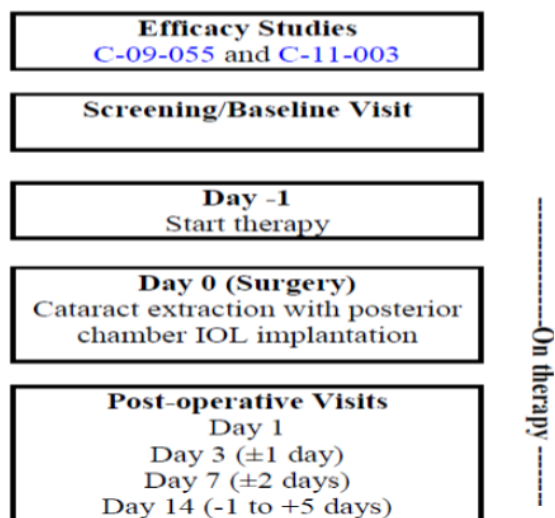 Efficacy Studies
C-09-055 and C-11-003
Screening/Baseline Visit
Day -1
Start therapy
Day 0 (Surgery)
Cataract extraction with posterior
chamber IOL implantation
Post-operative Visits
Day 1
Day 3 (±1 day)
Day 7 (±2 days)
Day 14 (-1 to +5 days)
On therapy